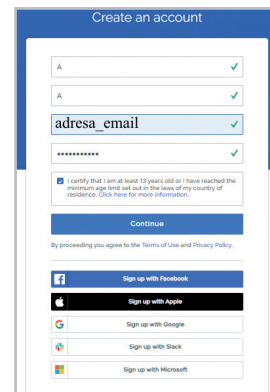 Create an account
A
A
adresa_email
•••••••••••
I certify that I am at least 13 years old or I have reached the
minimum age limit set out in the laws of my country of
residence. Click here for more information.
Continue
By proceeding you agree to the Terms of Use and Privacy Policy.
Sign up with Facebook
Sign up with Apple
Sign up with Google
Sign up with Slack
Sign up with Microsoft